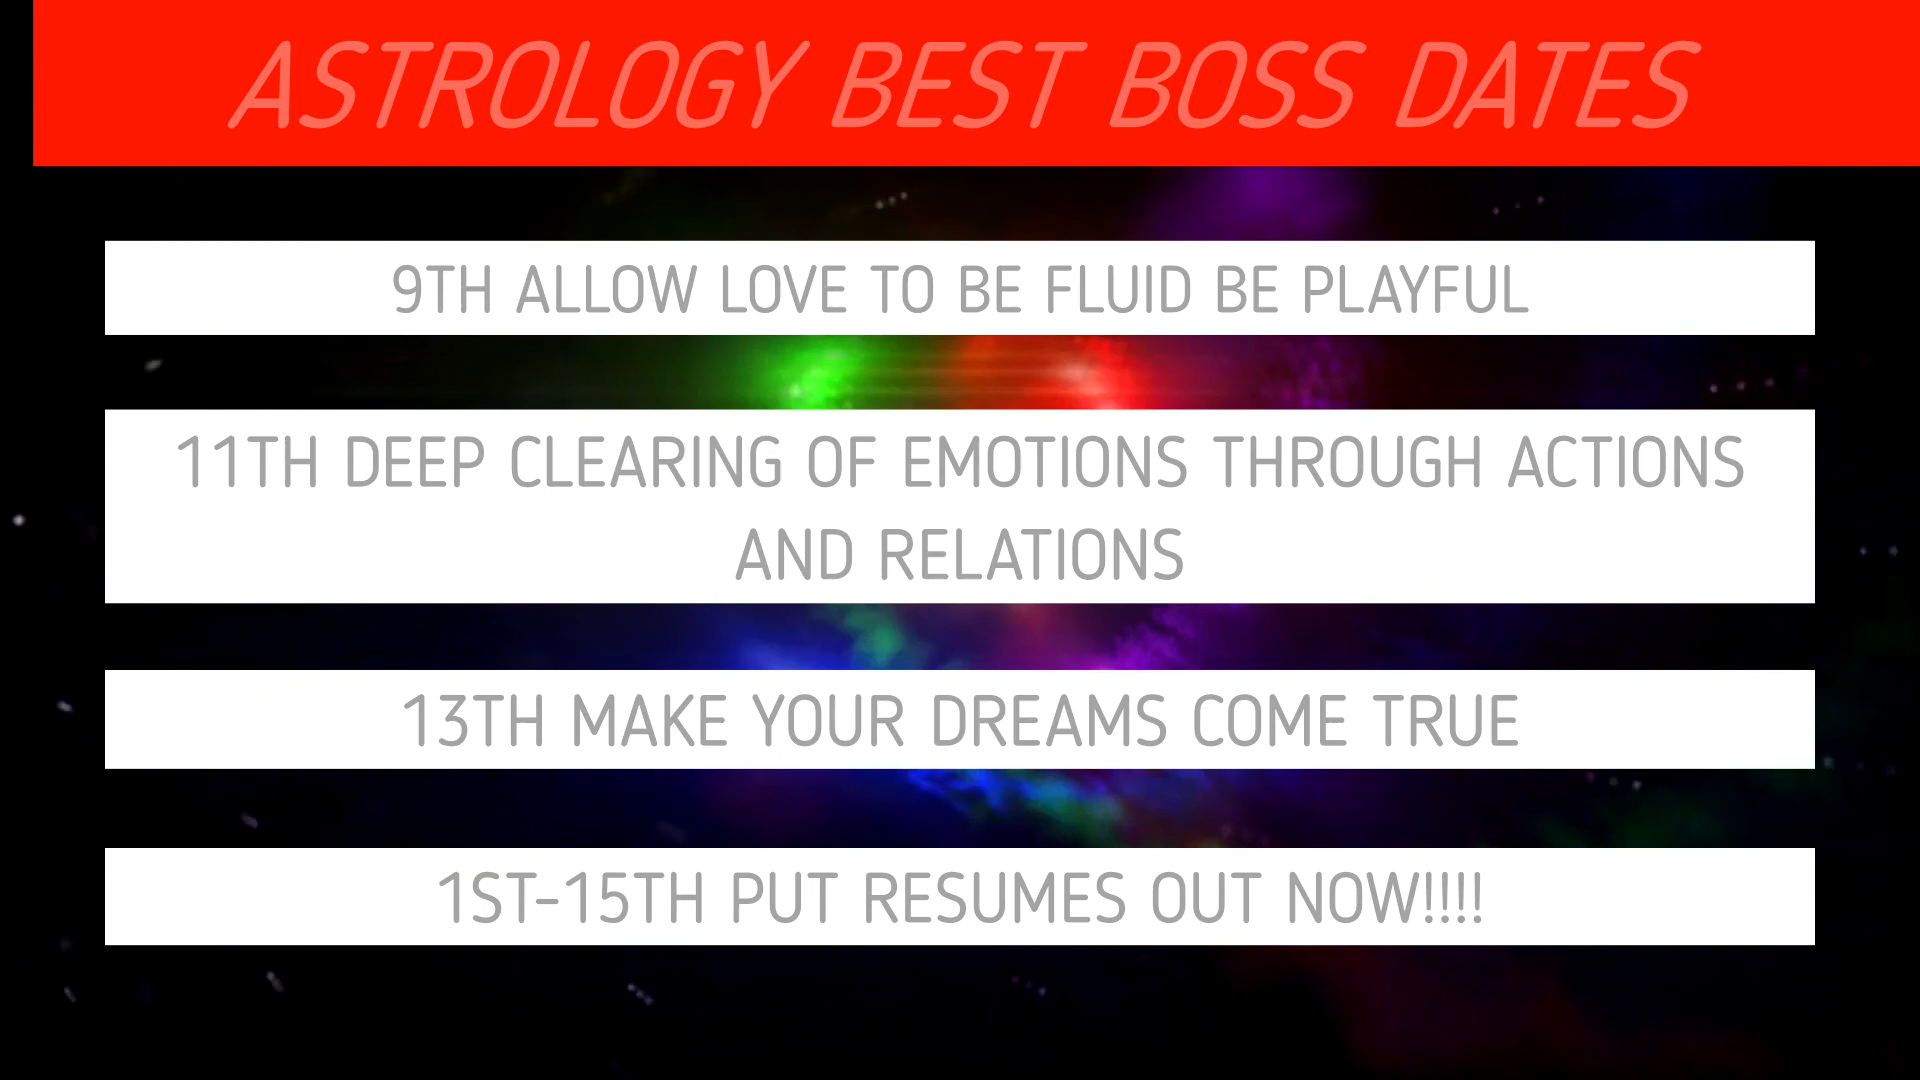 ASTROLOGY BEST BOSS DATES
9TH ALLOW LOVE TO BE FLUID BE PLAYFUL
11TH DEEP CLEARING OF EMOTIONS THROUGH ACTIONS
AND RELATIONS
13TH MAKE YOUR DREAMS COME TRUE
1ST-15TH PUT RESUMES OUT NOW!!!!